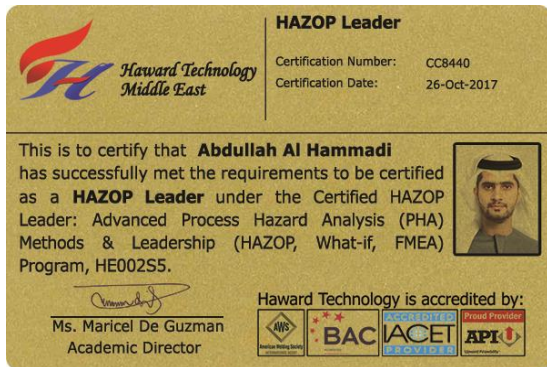 HAZOP Leader
Certification Number: CC8440
Certification Date: 26-Oct-2017
Haward Technology
Middle East
This is to certify that Abdullah Al Hammadi
has successfully met the requirements to be certified
as a HAZOP Leader under the Certified HAZOP
Leader: Advanced Process Hazard Analysis (PHA)
Methods & Leadership (HAZOP, What-if, FMEA)
Program, HE002S5.
Ms. Maricel De Guzman
Academic Director
Haward Technology is accredited by:
AWS
American Welding Society
BAC
ACCREDITED
IACET
PROVIDER
Proud Provider
API